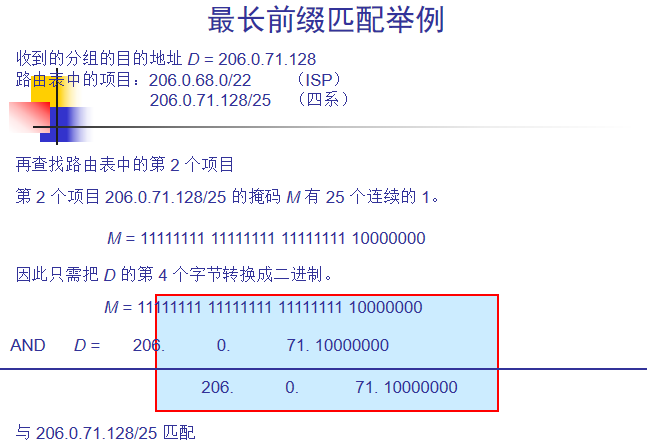 最长前缀匹配举例
收到的分组的目的地址 D = 206.0.71.128
路由表中的项目：206.0.68.0/22 （ISP）
206.0.71.128/25 （四系）
再查找路由表中的第 2 个项目
第 2 个项目 206.0.71.128/25 的掩码 M 有 25 个连续的 1。
M = 11111111 11111111 11111111 10000000
因此只需把 D 的第 4 个字节转换成二进制。
M = 11111111 11111111 11111111 10000000
AND D = 206. 0. 71. 10000000
206. 0. 71. 10000000
与 206.0.71.128/25 匹配